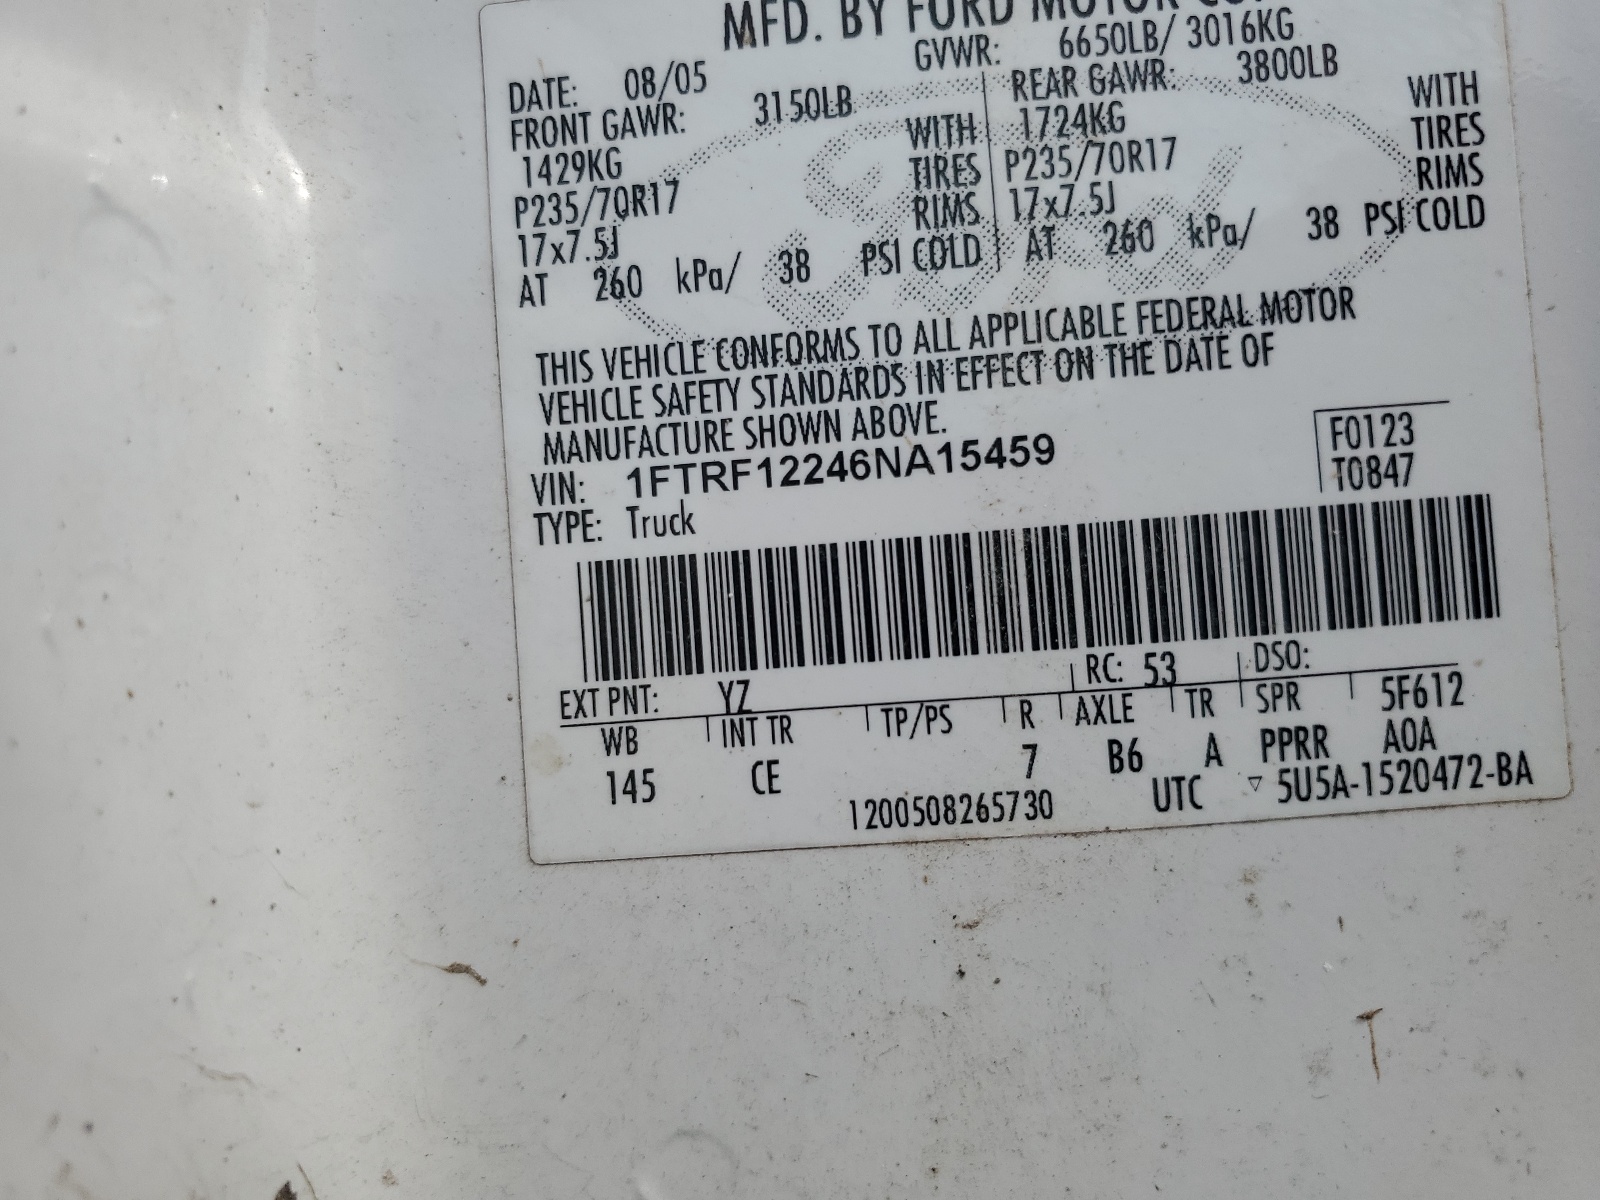 MFD. BY FORD MOTOR CO
GVWR: 6650LB/ 3016KG
DATE: 08/05
FRONT GAWR: 3150LB
1429KG WITH
P235/70R17 TIRES
17x7.5J RIMS
AT 260 kPa/ 38 PSI COLD
REAR GAWR: 3800LB
1724KG WITH
P235/70R17 TIRES
17x7.5J RIMS
AT 260 kPa/ 38 PSI COLD
THIS VEHICLE CONFORMS TO ALL APPLICABLE FEDERAL MOTOR
VEHICLE SAFETY STANDARDS IN EFFECT ON THE DATE OF
MANUFACTURE SHOWN ABOVE.
VIN: 1FTRF12246NA15459
TYPE: Truck
F0123
T0847
EXT PNT: YZ RC: 53 DSO:
WB INT TR TP/PS R AXLE TR SPR 5F612
145 CE 7 B6 A PPRR A0A
1200508265730 UTC ▽ 5U5A-1520472-BA